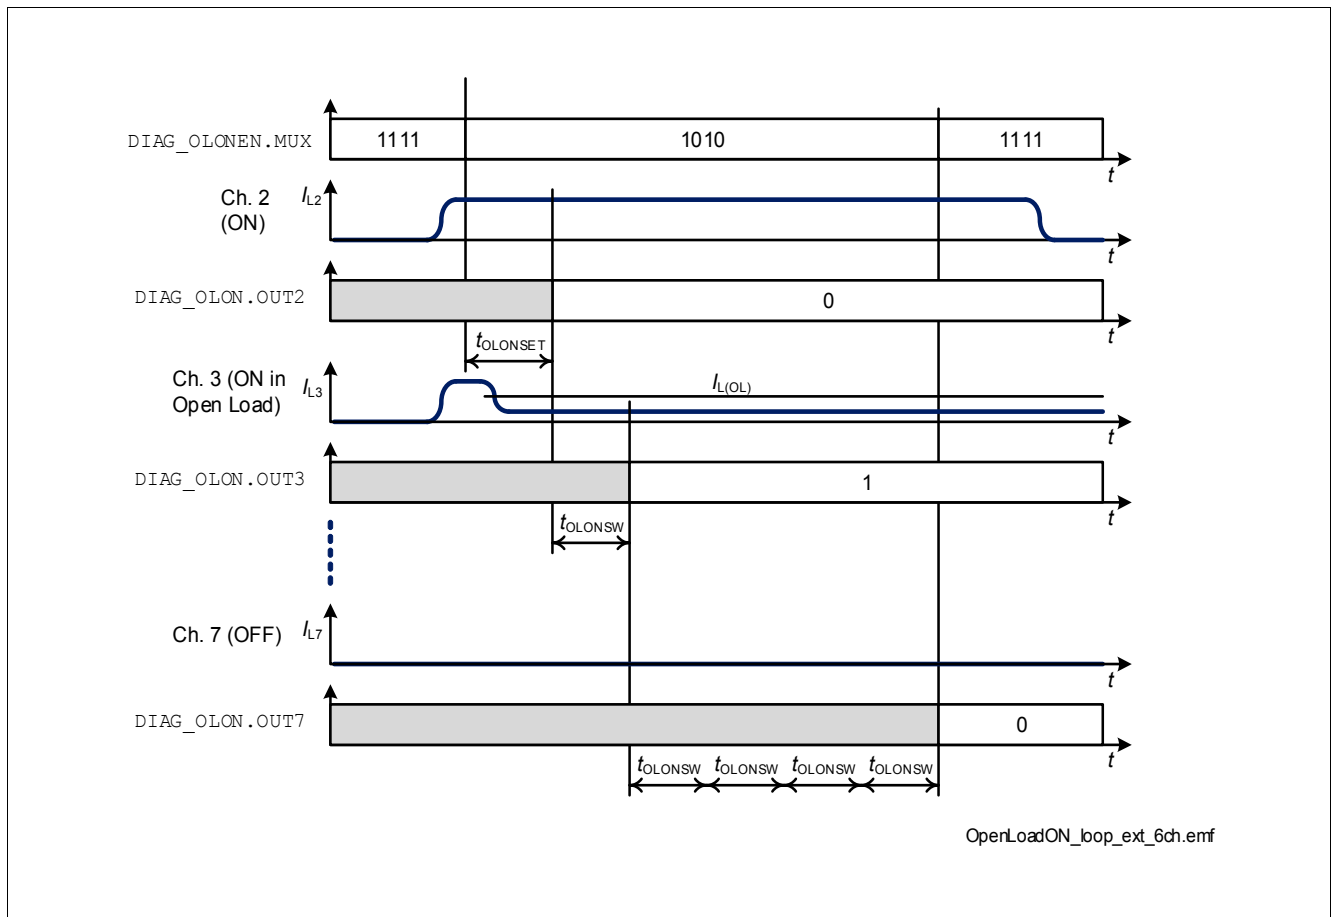 DIAG_OLONEN.MUX
1111
1010
1111
t
Ch. 2
(ON)
IL2
t
DIAG_OLON.OUT2
0
t
tOLONSET
Ch. 3 (ON in
Open Load)
IL3
IL(OL)
t
DIAG_OLON.OUT3
1
t
tOLONSW
Ch. 7 (OFF)
IL7
t
DIAG_OLON.OUT7
0
t
tOLONSW tOLONSW tOLONSW tOLONSW
OpenLoadON_loop_ext_6ch.emf